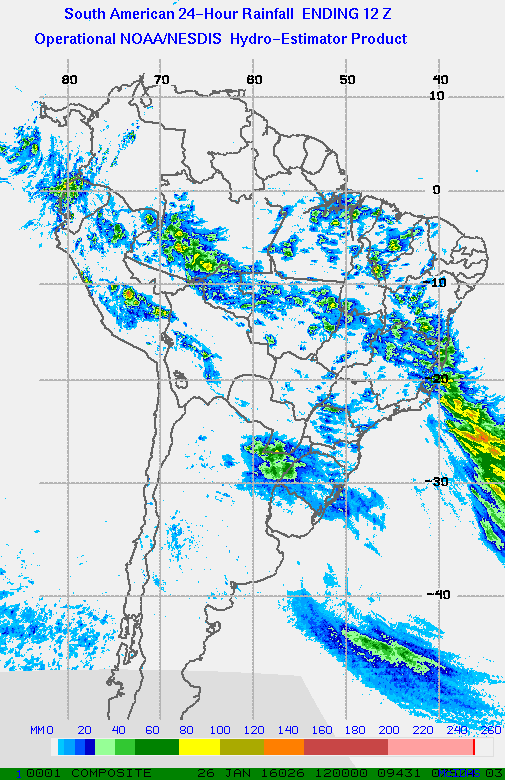 South American 24-Hour Rainfall ENDING 12 Z
Operational NOAA/NESDIS Hydro-Estimator Product
80 70 60 50 40
10
0
-10
-20
-30
-40
MM 0 20 40 60 80 100 120 140 160 180 200 220 240 260
10001 COMPOSITE 26 JAN 16026 120000 09431